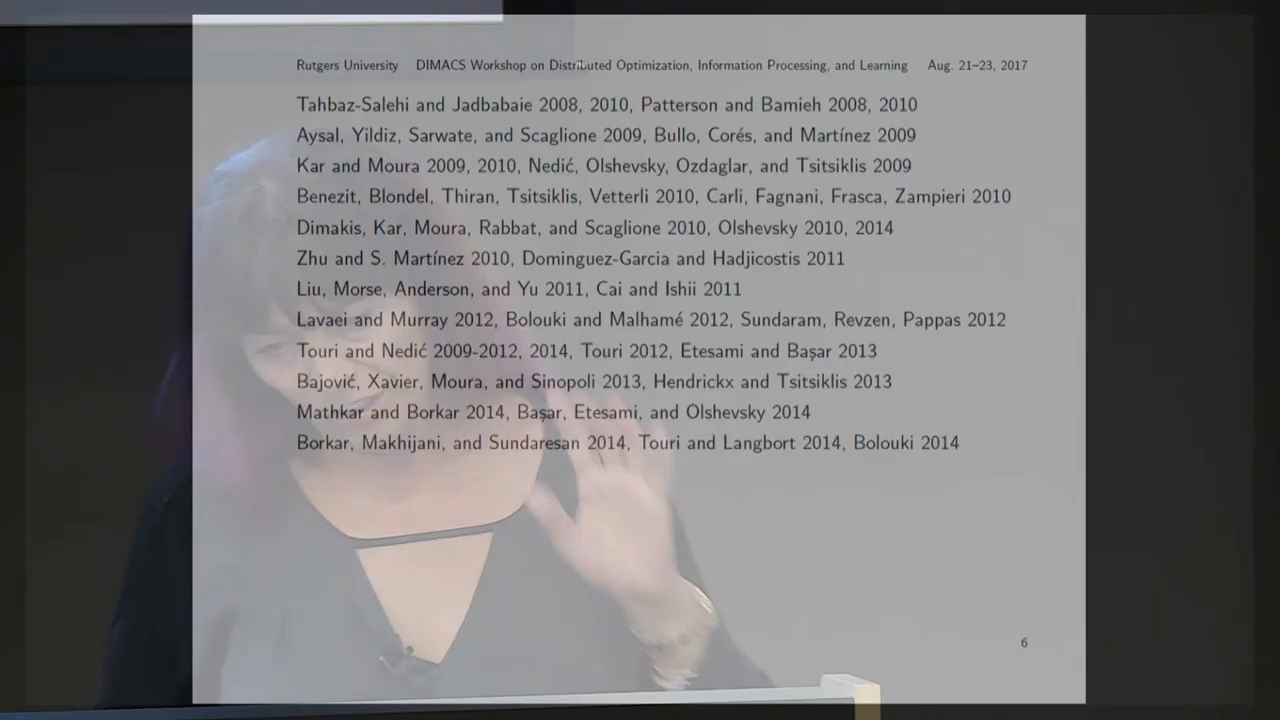 Rutgers University DIMACS Workshop on Distributed Optimization, Information Processing, and Learning Aug. 21–23, 2017
Tahbaz-Salehi and Jadbabaie 2008, 2010, Patterson and Bamieh 2008, 2010
Aysal, Yildiz, Sarwate, and Scaglione 2009, Bullo, Corés, and Martínez 2009
Kar and Moura 2009, 2010, Nedić, Olshevsky, Ozdaglar, and Tsitsiklis 2009
Benezit, Blondel, Thiran, Tsitsiklis, Vetterli 2010, Carli, Fagnani, Frasca, Zampieri 2010
Dimakis, Kar, Moura, Rabbat, and Scaglione 2010, Olshevsky 2010, 2014
Zhu and S. Martínez 2010, Dominguez-Garcia and Hadjicostis 2011
Liu, Morse, Anderson, and Yu 2011, Cai and Ishii 2011
Lavaei and Murray 2012, Bolouki and Malhamé 2012, Sundaram, Revzen, Pappas 2012
Touri and Nedić 2009-2012, 2014, Touri 2012, Etesami and Başar 2013
Bajović, Xavier, Moura, and Sinopoli 2013, Hendrickx and Tsitsiklis 2013
Mathkar and Borkar 2014, Başar, Etesami, and Olshevsky 2014
Borkar, Makhijani, and Sundaresan 2014, Touri and Langbort 2014, Bolouki 2014
6